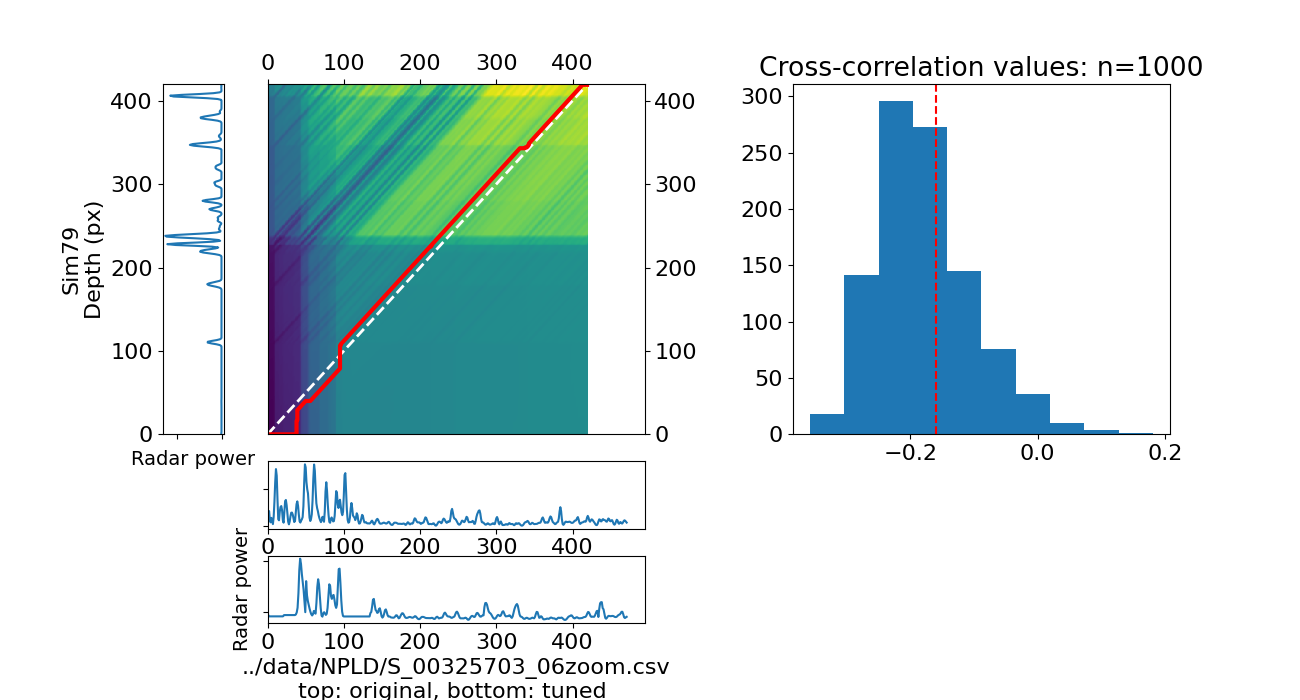 0 100 200 300 400
Cross-correlation values: n=1000
400
300
200
100
0
Sim79
Depth (px)
Radar power
400
300
200
100
0
300
250
200
150
100
50
0
−0.2 0.0 0.2
0 100 200 300 400
Radar power
0 100 200 300 400
../data/NPLD/S_00325703_06zoom.csv
top: original, bottom: tuned